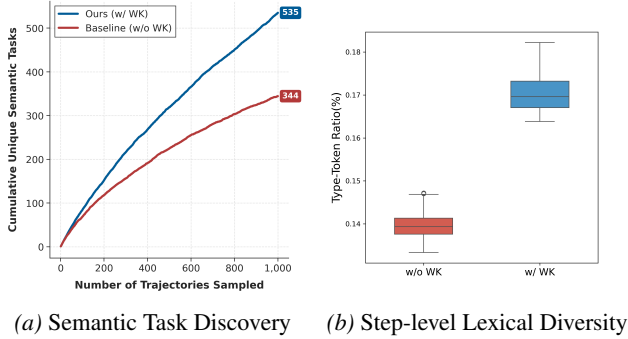 Ours (w/ WK)
Baseline (w/o WK)
535
344
500
400
300
200
100
0
Cumulative Unique Semantic Tasks
0
200
400
600
800
1,000
Number of Trajectories Sampled
(a) Semantic Task Discovery
0.18
0.17
0.16
0.15
0.14
Type-Token Ratio(%)
w/o WK
w/ WK
(b) Step-level Lexical Diversity